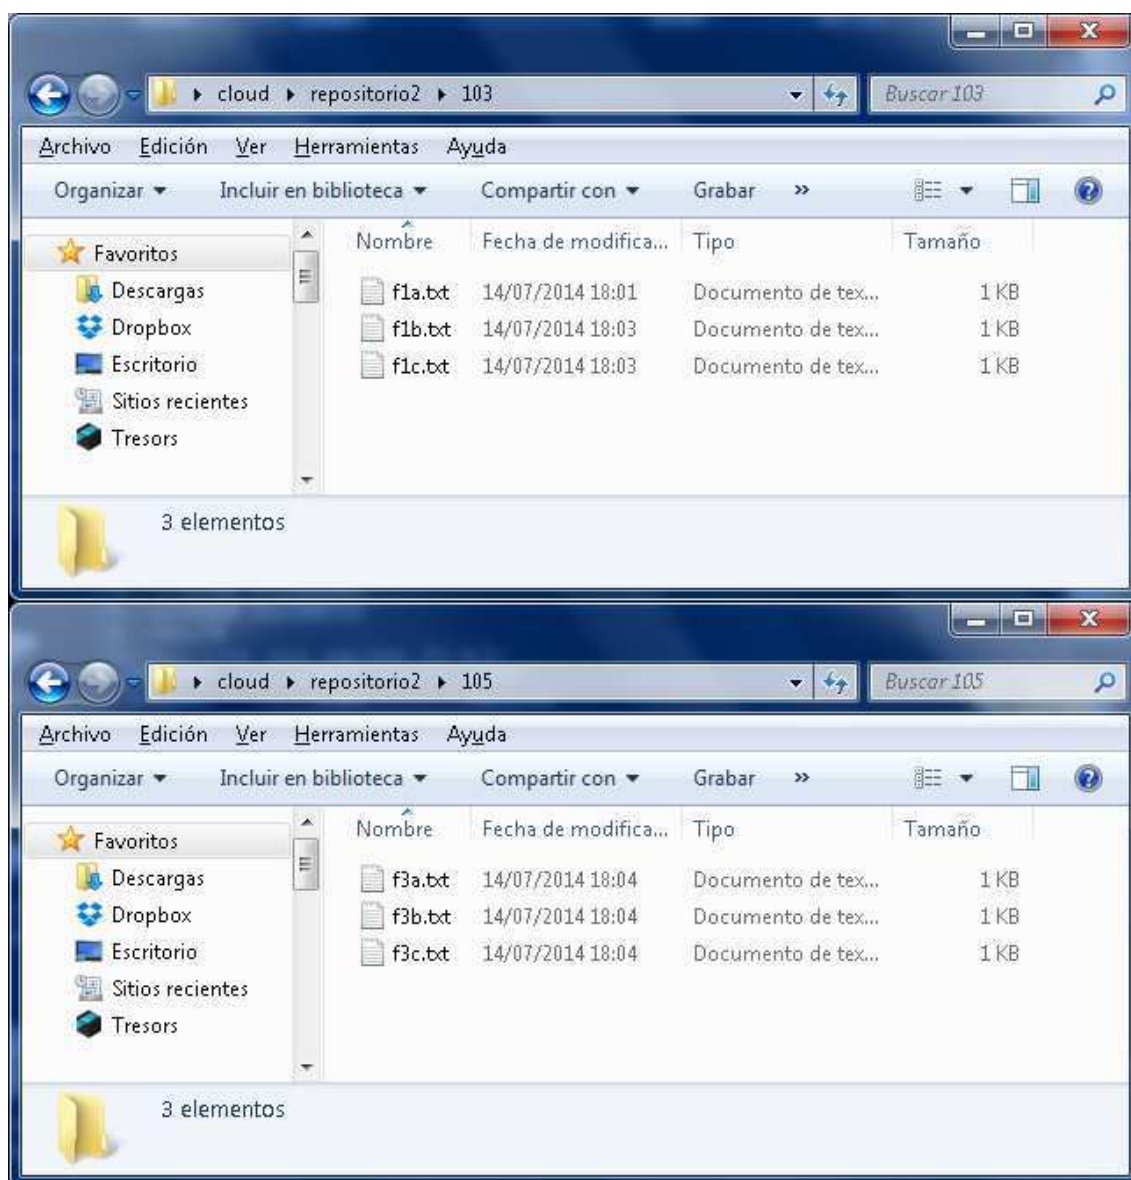 cloud ▸ repositorio2 ▸ 103 Buscar 103
Archivo Edición Ver Herramientas Ayuda
Organizar Incluir en biblioteca Compartir con Grabar »
Nombre Fecha de modifica... Tipo Tamaño
Favoritos
Descargas f1a.txt 14/07/2014 18:01 Documento de tex... 1 KB
Dropbox f1b.txt 14/07/2014 18:03 Documento de tex... 1 KB
Escritorio f1c.txt 14/07/2014 18:03 Documento de tex... 1 KB
Sitios recientes
Tresors
3 elementos
cloud ▸ repositorio2 ▸ 105 Buscar 105
Archivo Edición Ver Herramientas Ayuda
Organizar Incluir en biblioteca Compartir con Grabar »
Nombre Fecha de modifica... Tipo Tamaño
Favoritos
Descargas f3a.txt 14/07/2014 18:04 Documento de tex... 1 KB
Dropbox f3b.txt 14/07/2014 18:04 Documento de tex... 1 KB
Escritorio f3c.txt 14/07/2014 18:04 Documento de tex... 1 KB
Sitios recientes
Tresors
3 elementos